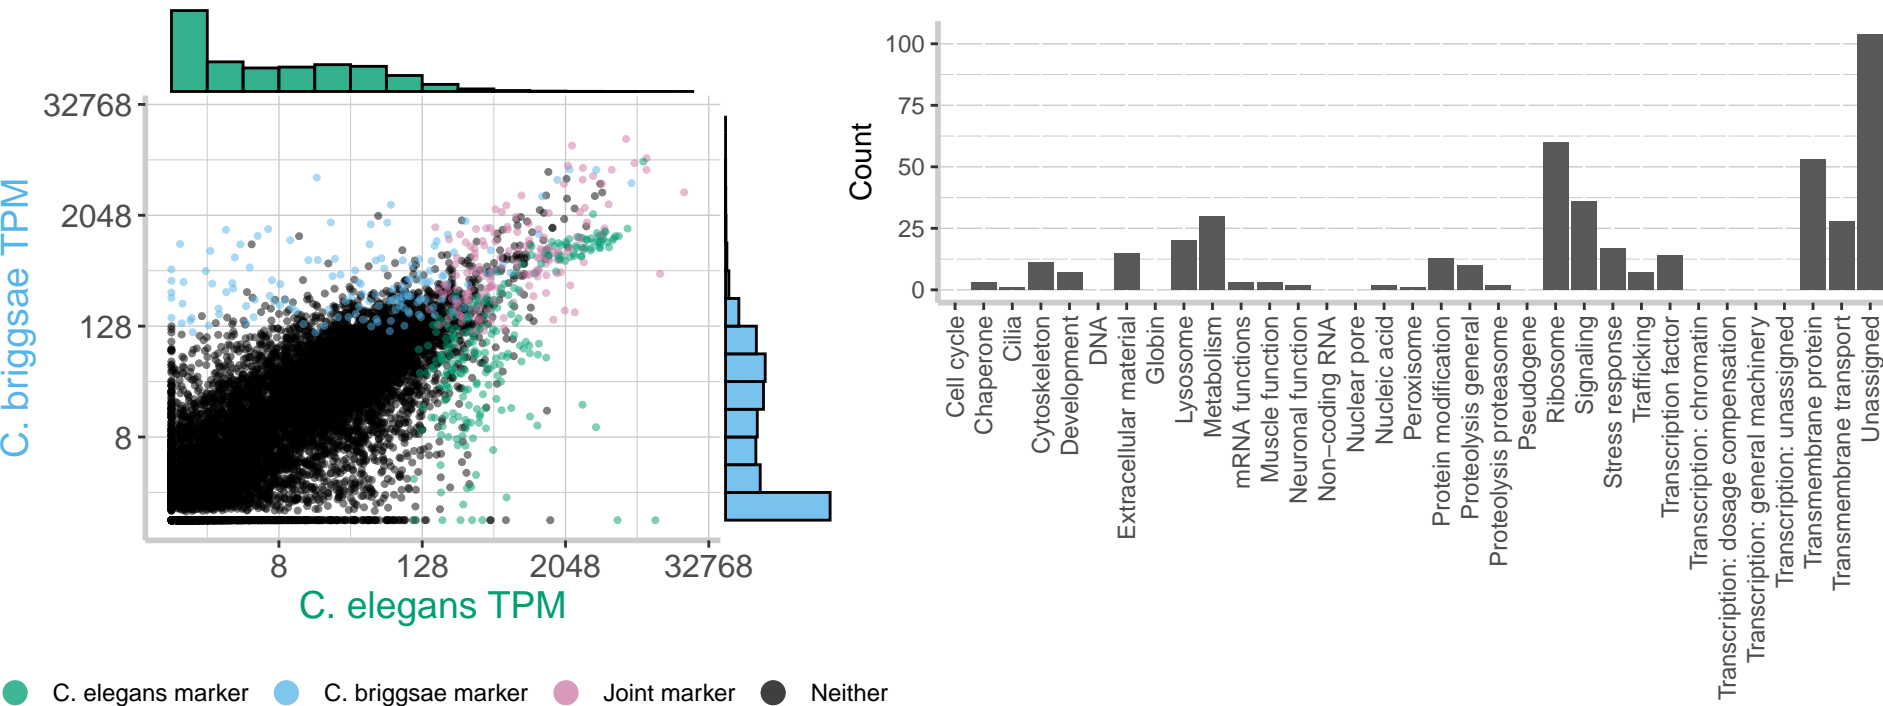 32768
2048
128
8
C. briggsae TPM
8
128
2048
32768
C. elegans TPM
C. elegans marker
C. briggsae marker
Joint marker
Neither
100
75
50
25
0
Count
Cell cycle
Chaperone
Cilia
Cytoskeleton
Development
DNA
Extracellular material
Globin
Lysosome
Metabolism
mRNA functions
Muscle function
Neuronal function
Non−coding RNA
Nuclear pore
Nucleic acid
Peroxisome
Protein modification
Proteolysis general
Proteolysis proteasome
Pseudogene
Ribosome
Signaling
Stress response
Trafficking
Transcription factor
Transcription: chromatin
Transcription: dosage compensation
Transcription: general machinery
Transcription: unassigned
Transmembrane protein
Transmembrane transport
Unassigned